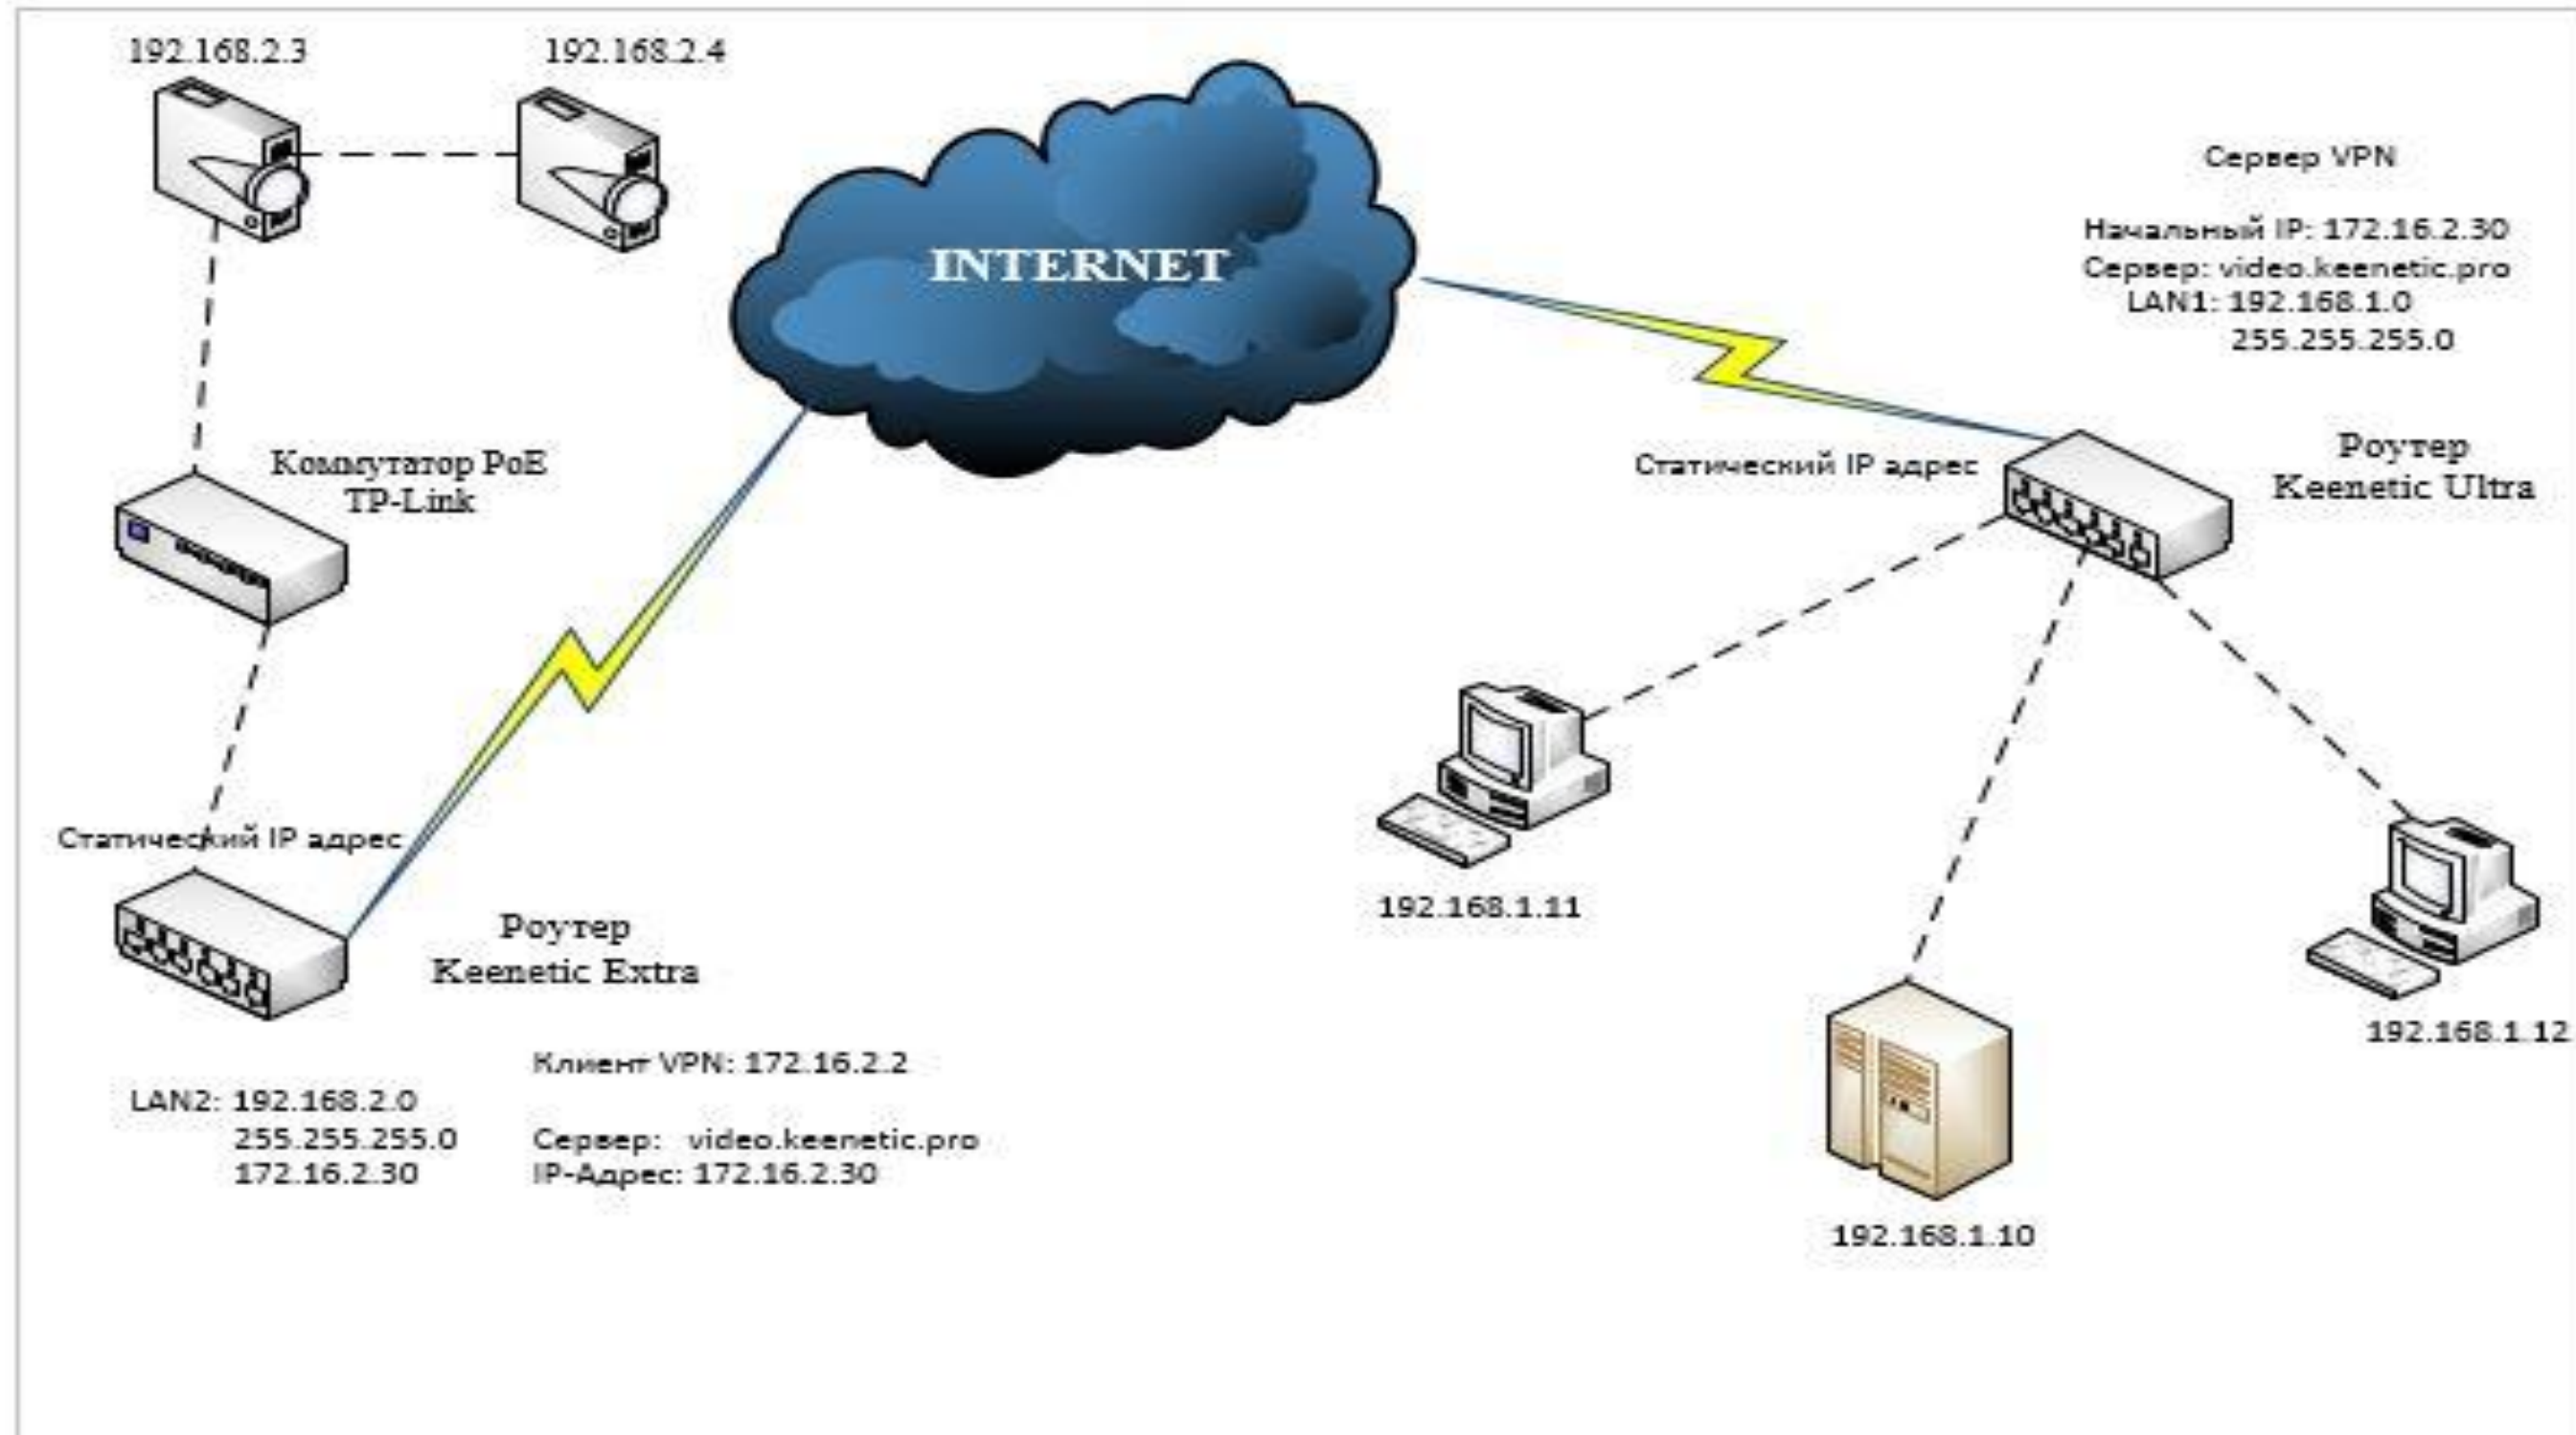 192.168.2.3
192.168.2.4
INTERNET
Сервер VPN
Начальный IP: 172.16.2.30
Сервер: video.keenetic.pro
LAN1: 192.168.1.0
255.255.255.0
Коммутатор PoE
TP-Link
Статический IP адрес
Роутер
Keenetic Ultra
Статический IP адрес
Роутер
Keenetic Extra
192.168.1.11
192.168.1.12
Клиент VPN: 172.16.2.2
LAN2: 192.168.2.0
255.255.255.0
172.16.2.30
Сервер: video.keenetic.pro
IP-Адрес: 172.16.2.30
192.168.1.10